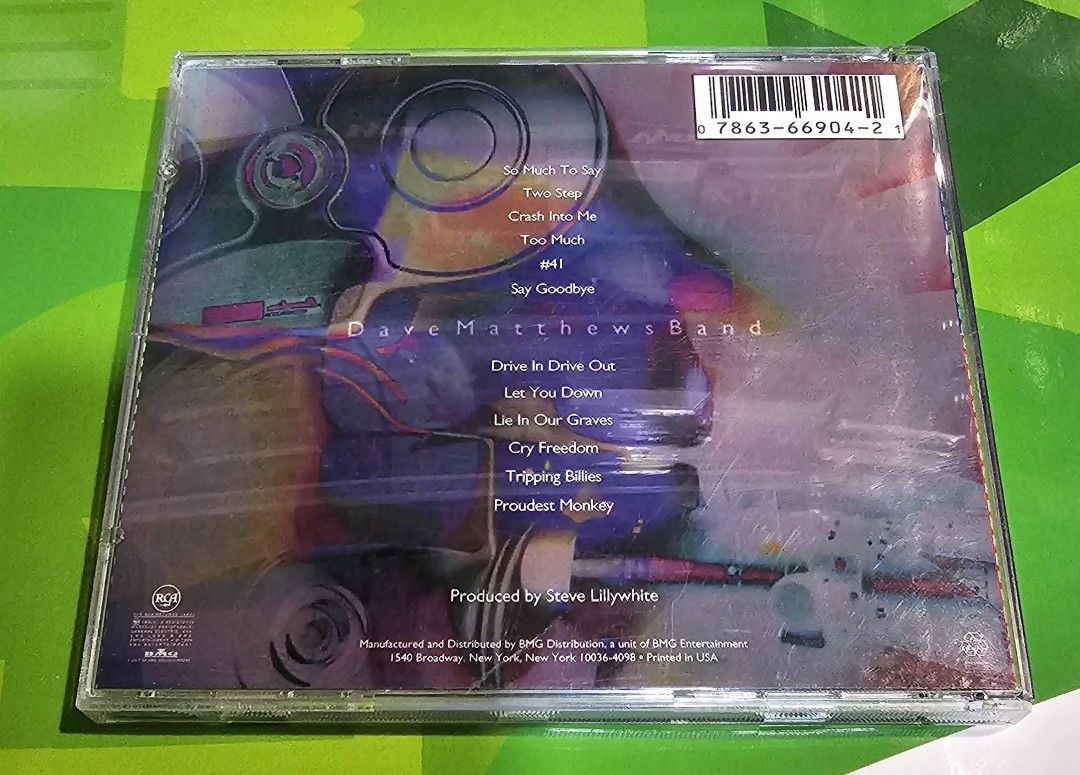 0 7863-66904-2 1
So Much To Say
Two Step
Crash Into Me
Too Much
#41
Say Goodbye
DaveMatthewsBand
Drive In Drive Out
Let You Down
Lie In Our Graves
Cry Freedom
Tripping Billies
Proudest Monkey
Produced by Steve Lillywhite
RCA
BMG
Manufactured and Distributed by BMG Distribution, a unit of BMG Entertainment
1540 Broadway, New York, New York 10036-4098 • Printed in USA